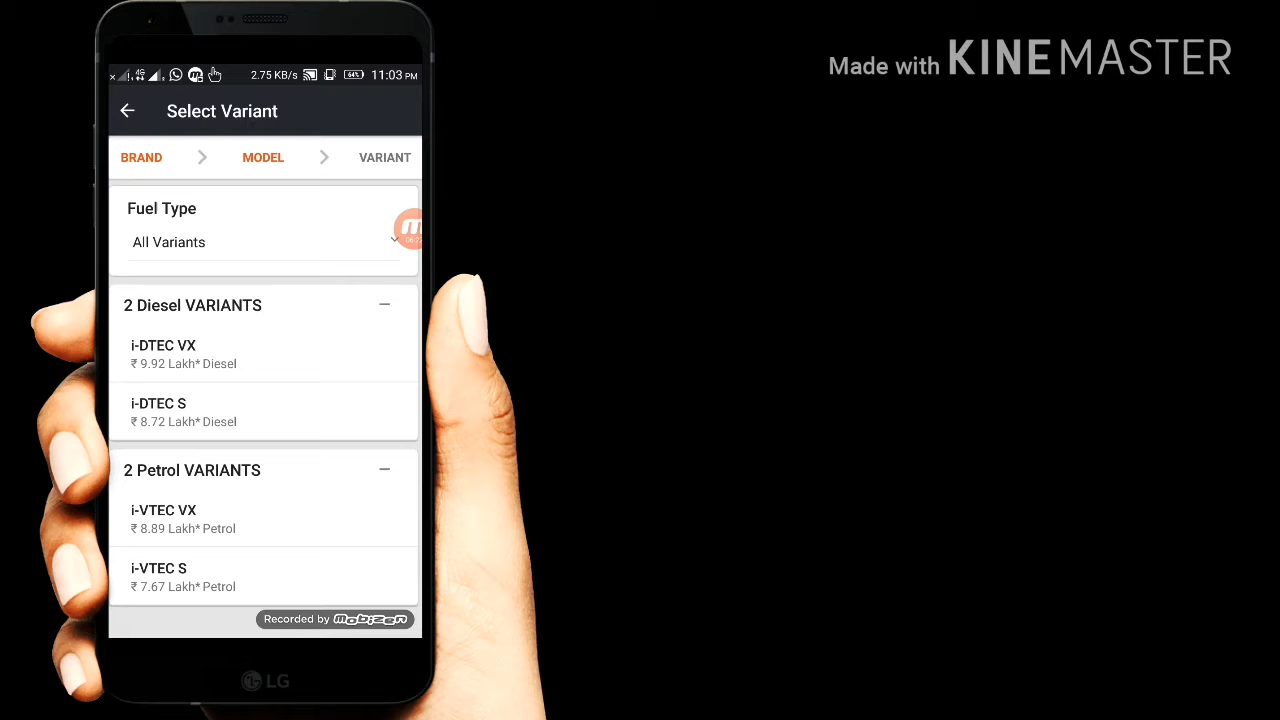 Made with KINEMASTER
4G
2.75 KB/s
64%
11:03 PM
Select Variant
BRAND
MODEL
VARIANT
Fuel Type
All Variants
2 Diesel VARIANTS
i-DTEC VX
₹ 9.92 Lakh* Diesel
i-DTEC S
₹ 8.72 Lakh* Diesel
2 Petrol VARIANTS
i-VTEC VX
₹ 8.89 Lakh* Petrol
i-VTEC S
₹ 7.67 Lakh* Petrol
Recorded by mobizen
LG